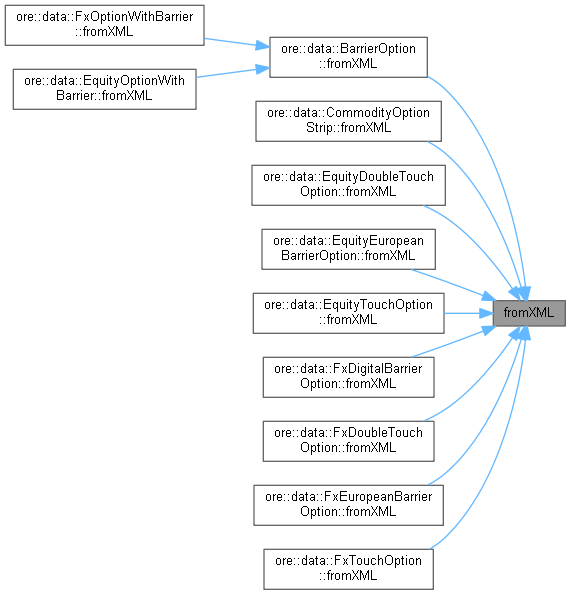 ore::data::FxOptionWithBarrier
::fromXML
ore::data::EquityOptionWith
Barrier::fromXML
ore::data::BarrierOption
::fromXML
ore::data::CommodityOption
Strip::fromXML
ore::data::EquityDoubleTouch
Option::fromXML
ore::data::EquityEuropean
BarrierOption::fromXML
ore::data::EquityTouchOption
::fromXML
ore::data::FxDigitalBarrier
Option::fromXML
ore::data::FxDoubleTouch
Option::fromXML
ore::data::FxEuropeanBarrier
Option::fromXML
ore::data::FxTouchOption
::fromXML
fromXML